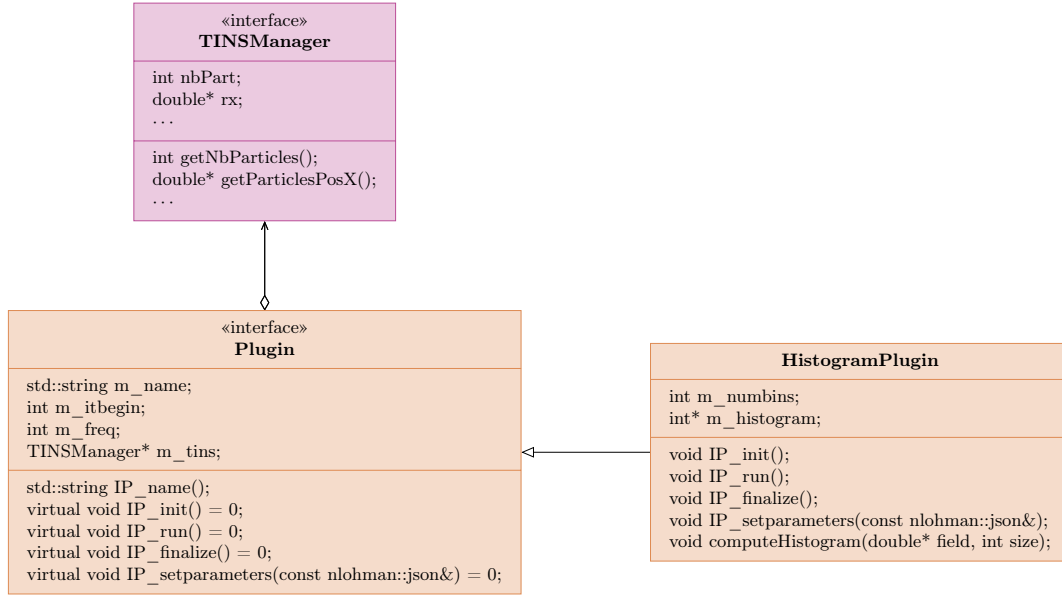 «interface»
TINSManager
int nbPart;
double* rx;
...
int getNbParticles();
double* getParticlesPosX();
...
«interface»
Plugin
std::string m_name;
int m_itbegin;
int m_freq;
TINSManager* m_tins;
std::string IP_name();
virtual void IP_init() = 0;
virtual void IP_run() = 0;
virtual void IP_finalize() = 0;
virtual void IP_setparameters(const nlohman::json&) = 0;
HistogramPlugin
int m_numbins;
int* m_histogram;
void IP_init();
void IP_run();
void IP_finalize();
void IP_setparameters(const nlohman::json&);
void computeHistogram(double* field, int size);